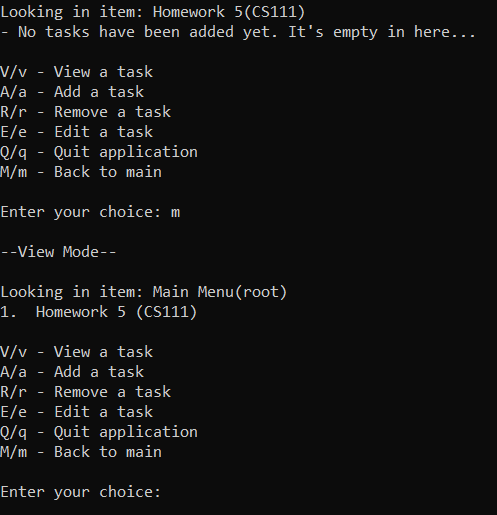 Looking in item: Homework 5(CS111)
- No tasks have been added yet. It's empty in here...
V/v - View a task
A/a - Add a task
R/r - Remove a task
E/e - Edit a task
Q/q - Quit application
M/m - Back to main
Enter your choice: m
--View Mode--
Looking in item: Main Menu(root)
1.  Homework 5 (CS111)
V/v - View a task
A/a - Add a task
R/r - Remove a task
E/e - Edit a task
Q/q - Quit application
M/m - Back to main
Enter your choice: